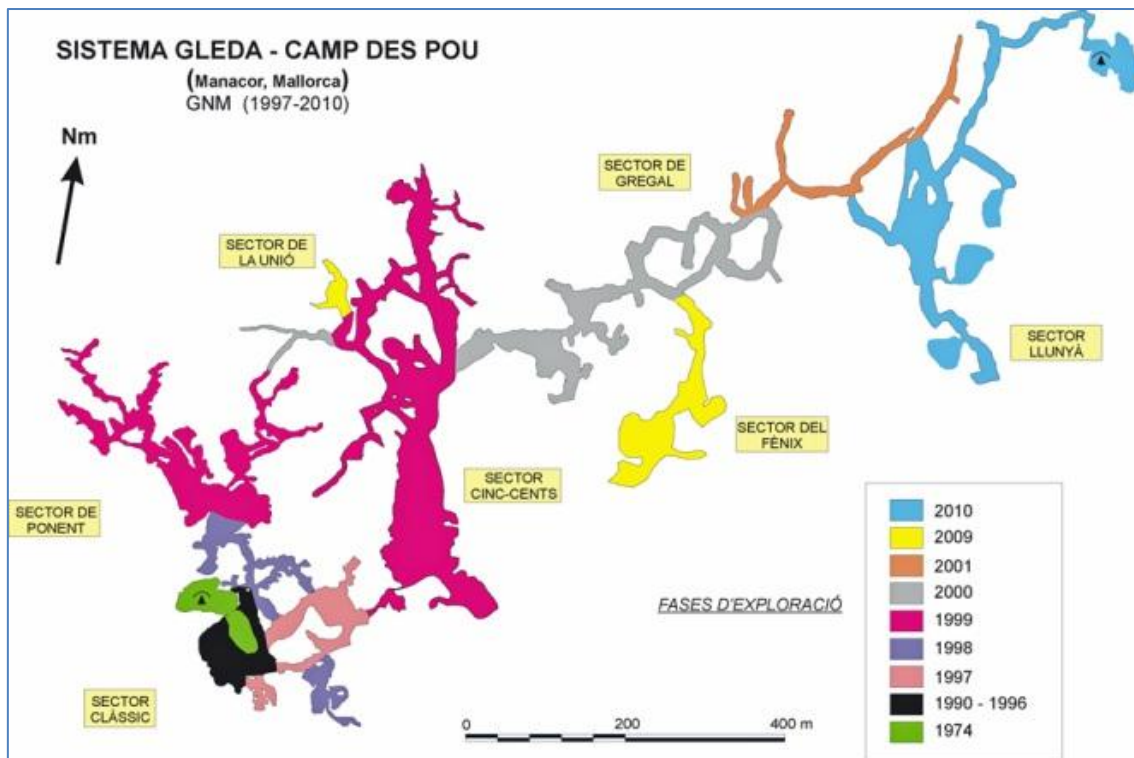 SISTEMA GLEDA - CAMP DES POU
(Manacor, Mallorca)
GNM (1997-2010)
Nm
SECTOR DE
GREGAL
SECTOR DE
LA UNIÓ
SECTOR
LLUNYÀ
SECTOR DEL
FÈNIX
SECTOR
CINC-CENTS
SECTOR DE
PONENT
SECTOR
CLÀSSIC
FASES D'EXPLORACIÓ
2010
2009
2001
2000
1999
1998
1997
1990 - 1996
1974
0 200 400 m